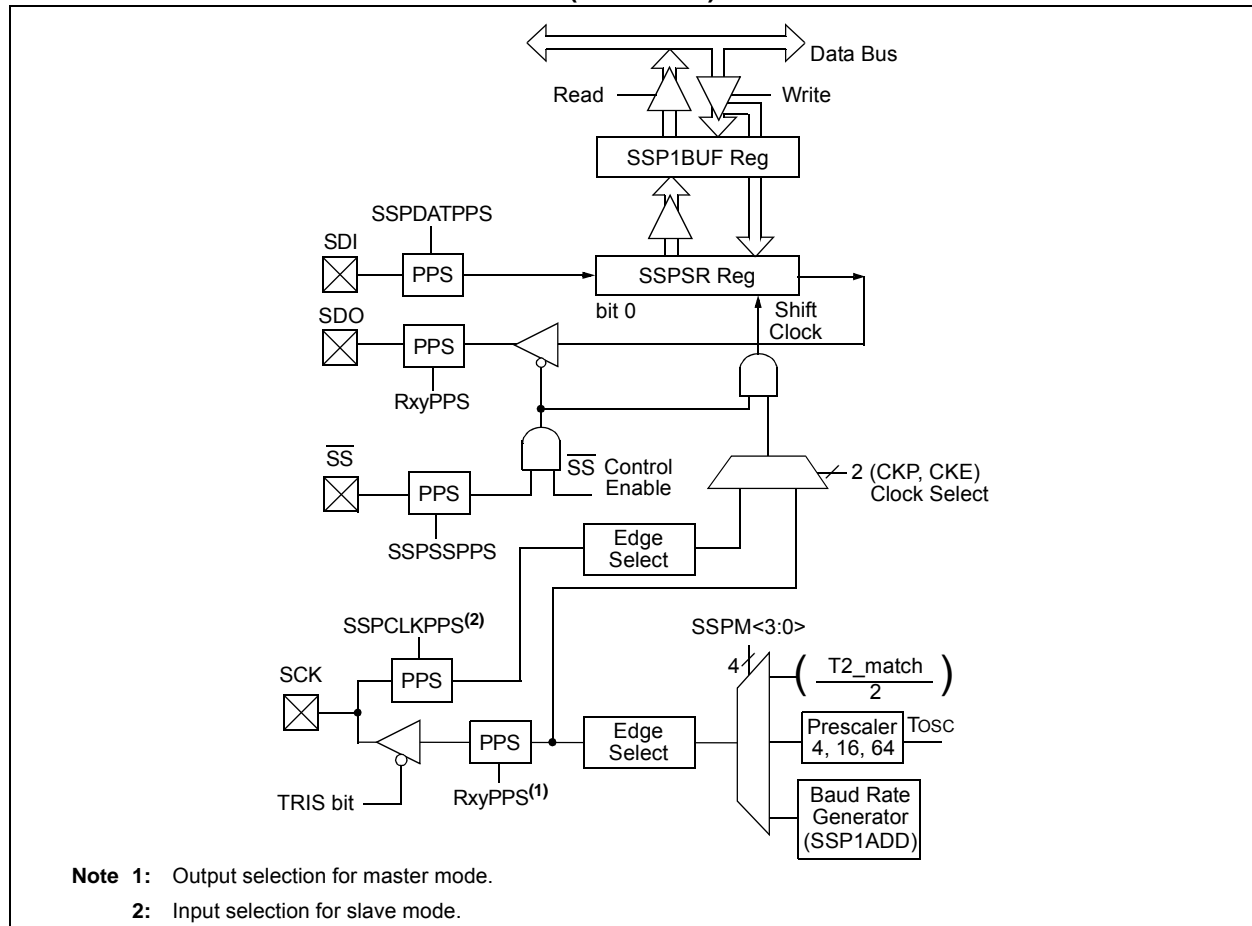 Data Bus
Read
Write
SSP1BUF Reg
SSPDATPPS
SDI
PPS
SSPSR Reg
bit 0
Shift
Clock
SDO
PPS
RxyPPS
SS
PPS
SS Control
Enable
2 (CKP, CKE)
Clock Select
SSPSSPPS
Edge
Select
SSPCLKPPS(2)
SSPM<3:0>
4
SCK
PPS
( T2_match
2 )
PPS
Edge
Select
Prescaler
4, 16, 64
TOSC
TRIS bit
RxyPPS(1)
Baud Rate
Generator
(SSP1ADD)
Note 1: Output selection for master mode.
2: Input selection for slave mode.